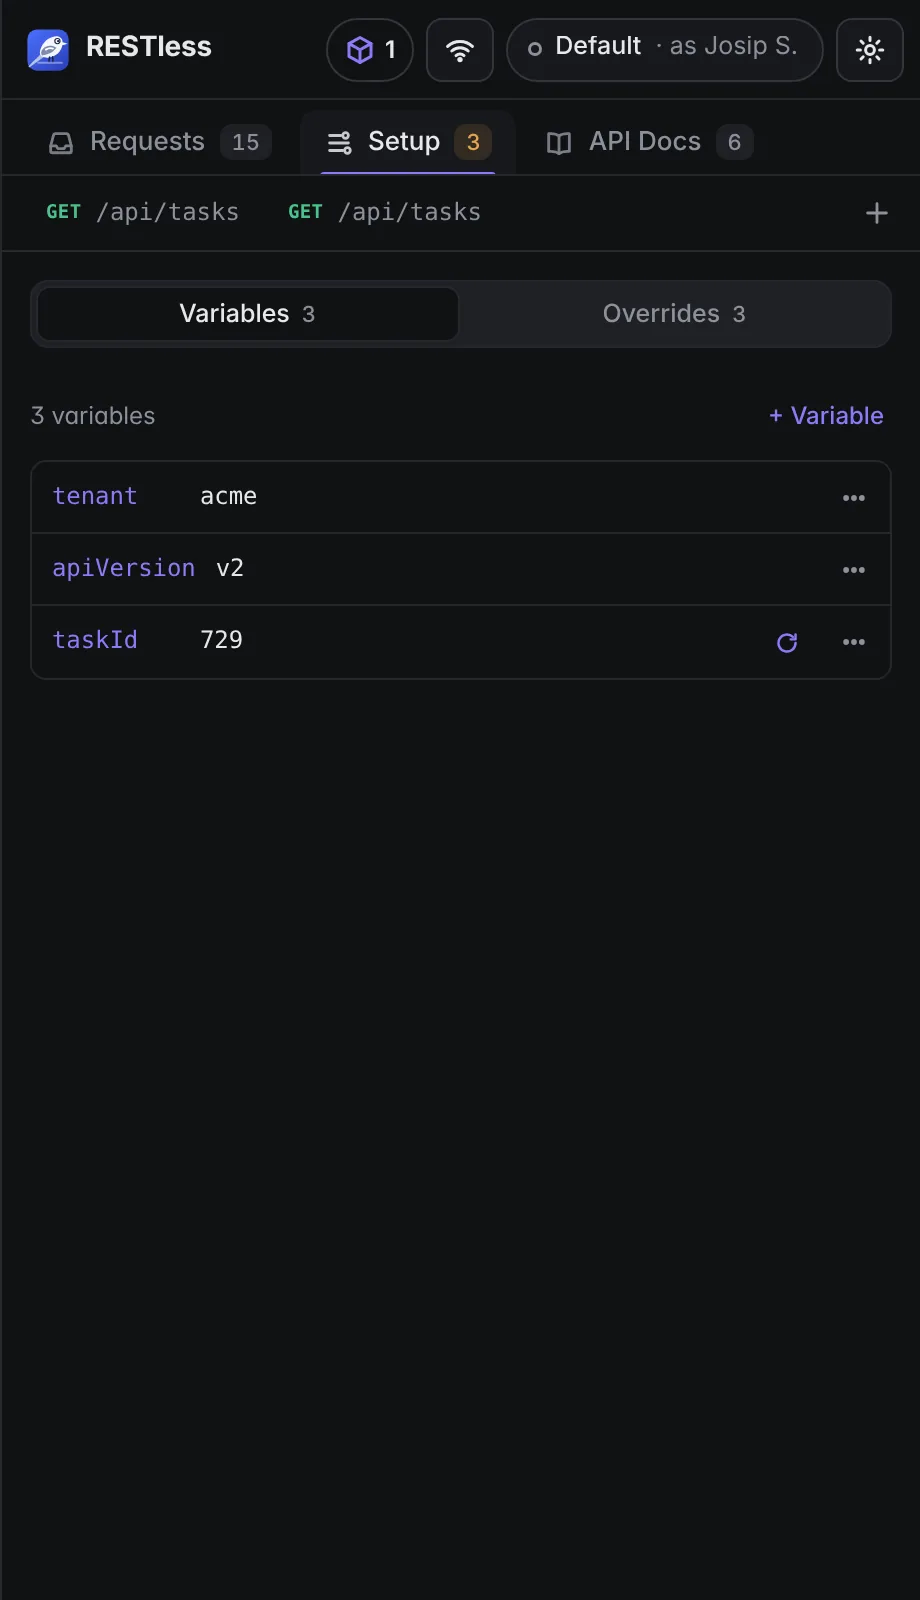 RESTless
1
Default · as Josip S.
Requests 15
Setup 3
API Docs 6
GET /api/tasks
GET /api/tasks
+
Variables 3
Overrides 3
3 variables
+ Variable
tenant acme
apiVersion v2
taskId 729